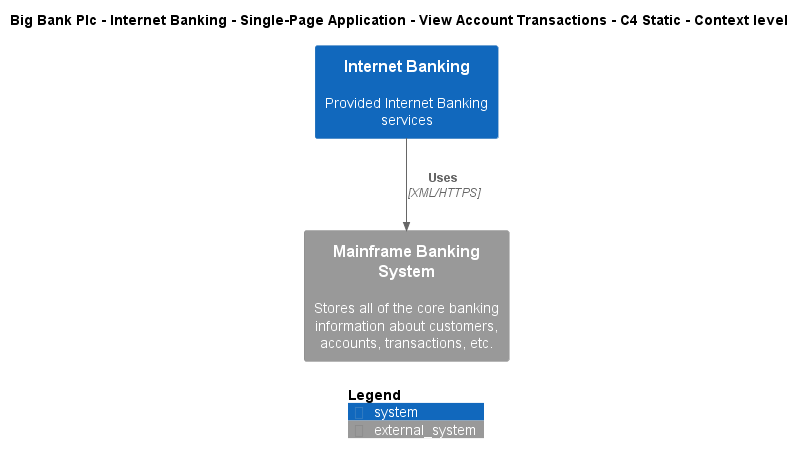 Big Bank Plc - Internet Banking - Single-Page Application - View Account Transactions - C4 Static - Context level
Internet Banking
Provided Internet Banking
services
Uses
[XML/HTTPS]
Mainframe Banking
System
Stores all of the core banking
information about customers,
accounts, transactions, etc.
Legend
system
external_system